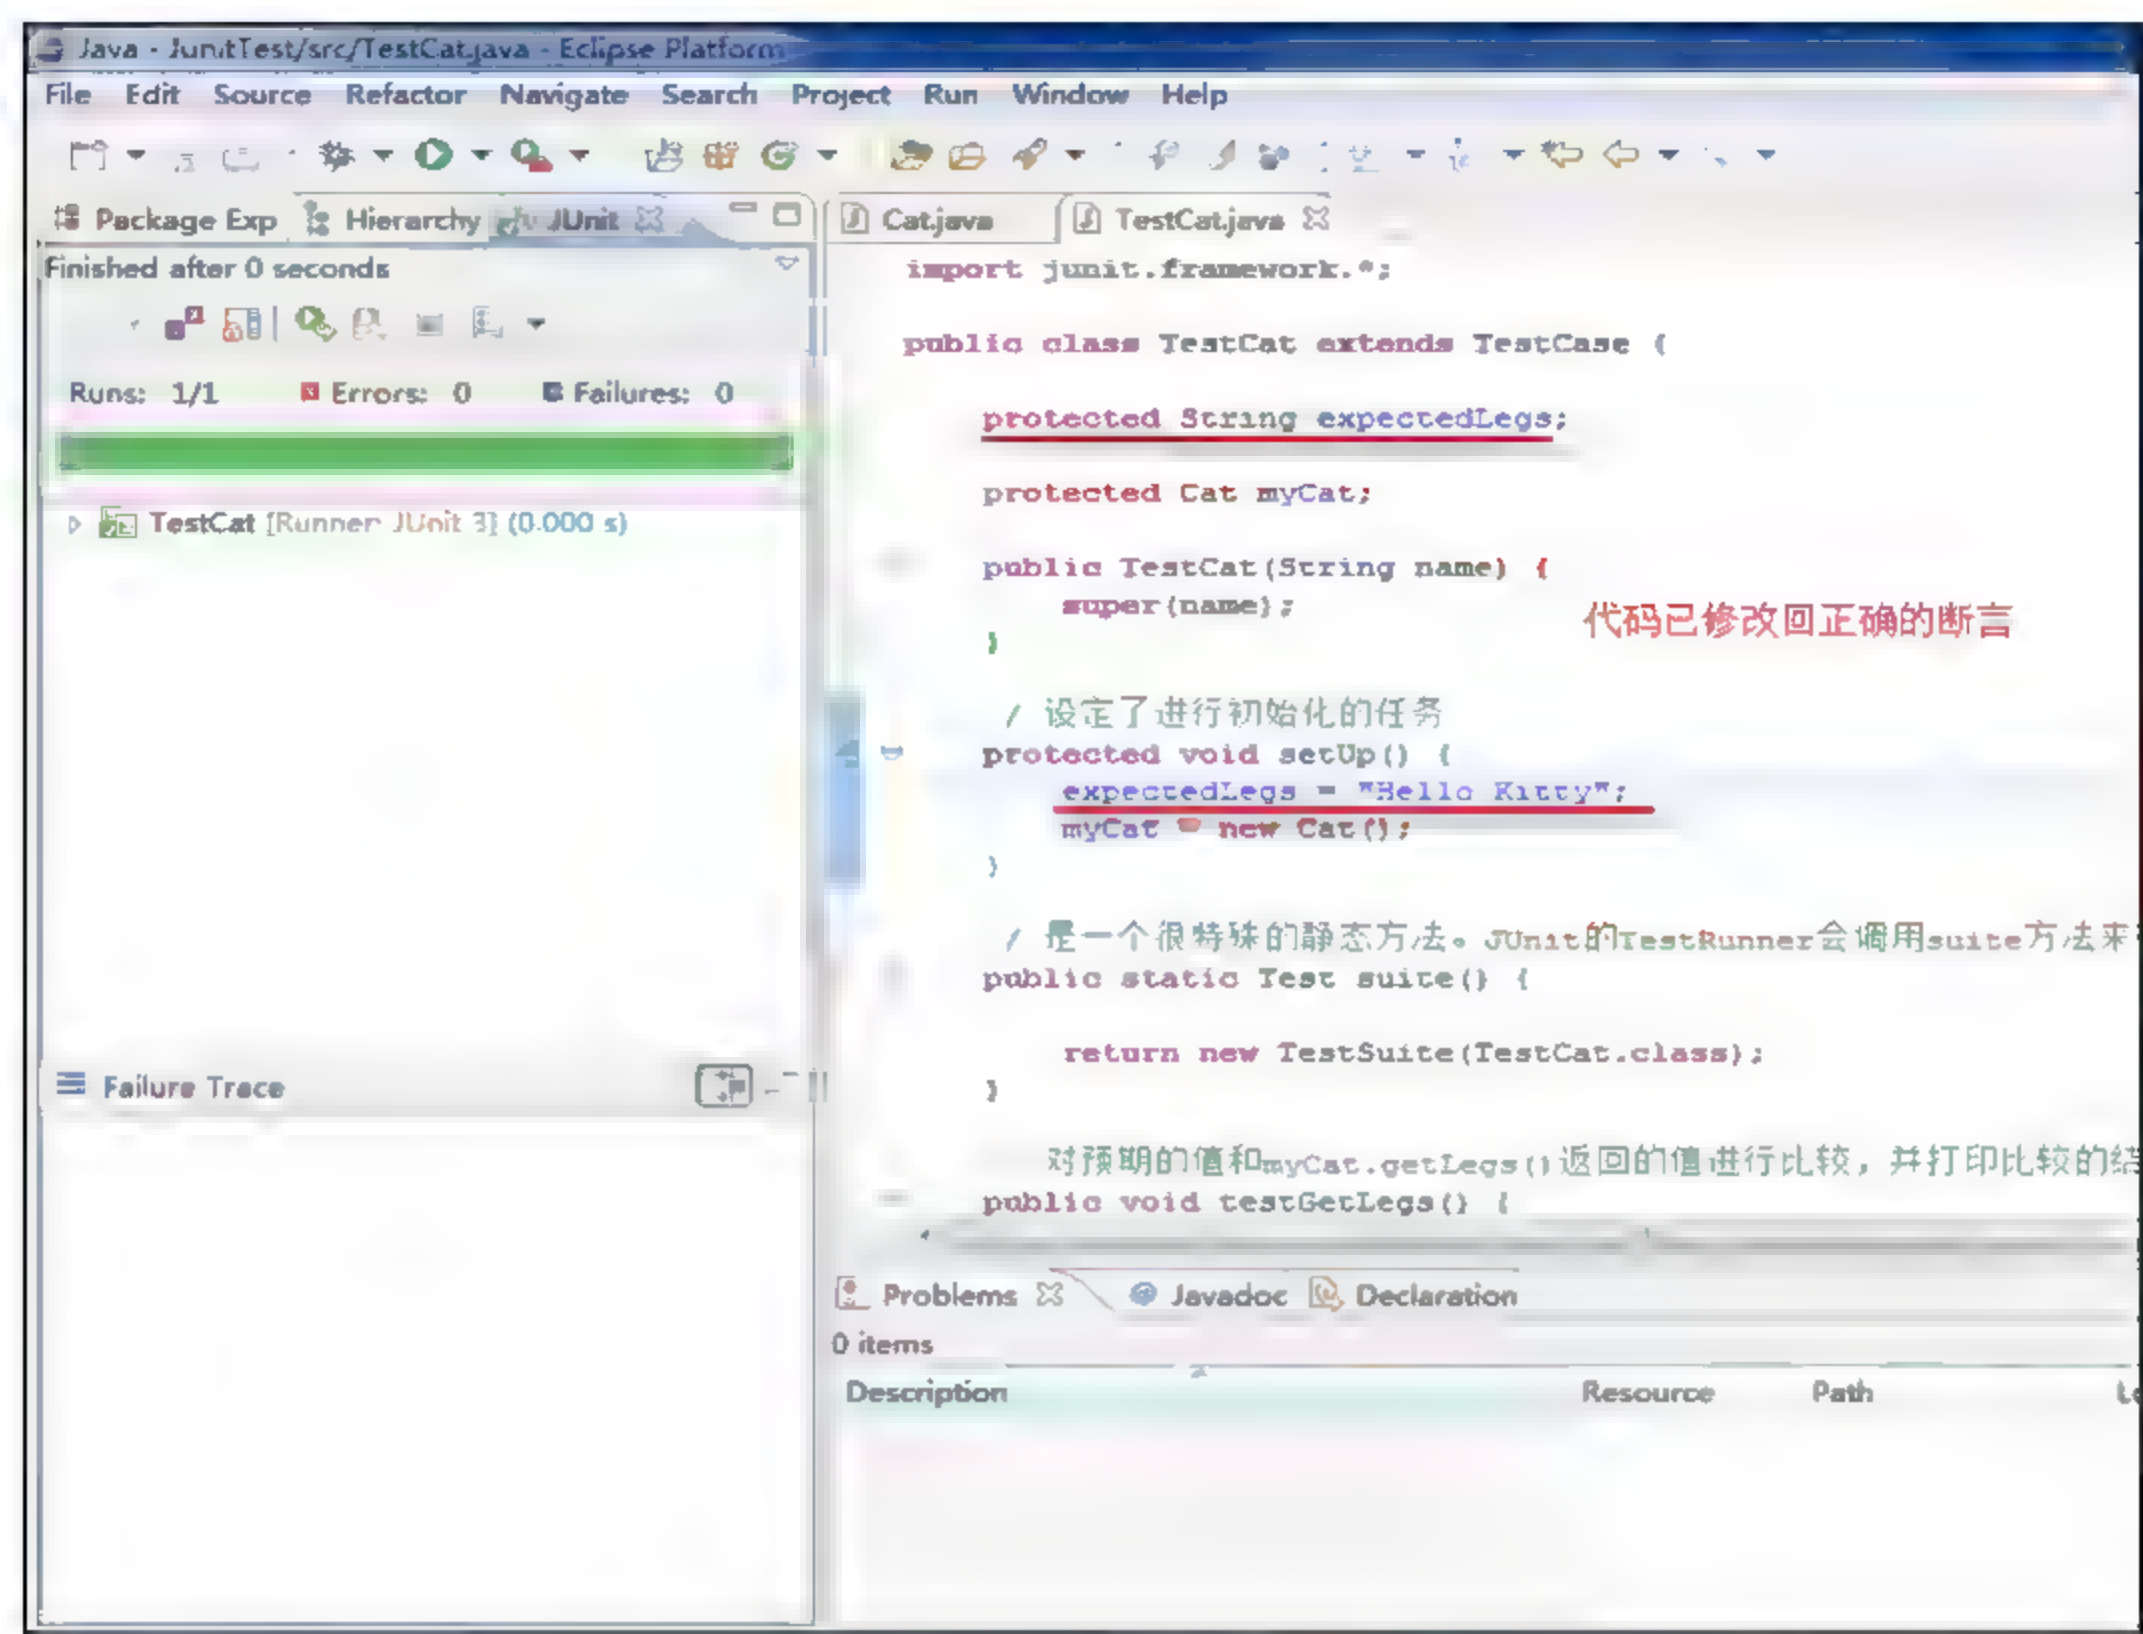 Java - JunitTest/src/TestCat.java - Eclipse Platform
File Edit Source Refactor Navigate Search Project Run Window Help
Package Exp Hierarchy JUnit
Finished after 0 seconds
Runs: 1/1 Errors: 0 Failures: 0
TestCat [Runner: JUnit 3] (0.000 s)
Failure Trace
Cat.java TestCat.java
import junit.framework.*;
public class TestCat extends TestCase {
protected String expectedLegs;
protected Cat myCat;
public TestCat(String name) {
super(name);
}
代码已修改回正确的断言
/ 设定了进行初始化的任务
protected void setUp() {
expectedLegs = "Hello Kitty";
myCat = new Cat();
}
/ 是一个很特殊的静态方法。JUnit的TestRunner会调用suite方法来
public static Test suite() {
return new TestSuite(TestCat.class);
}
对预期的值和myCat.getLegs()返回的值进行比较，并打印比较的结
public void testGetLegs() {
Problems Javadoc Declaration
0 items
Description Resource Path